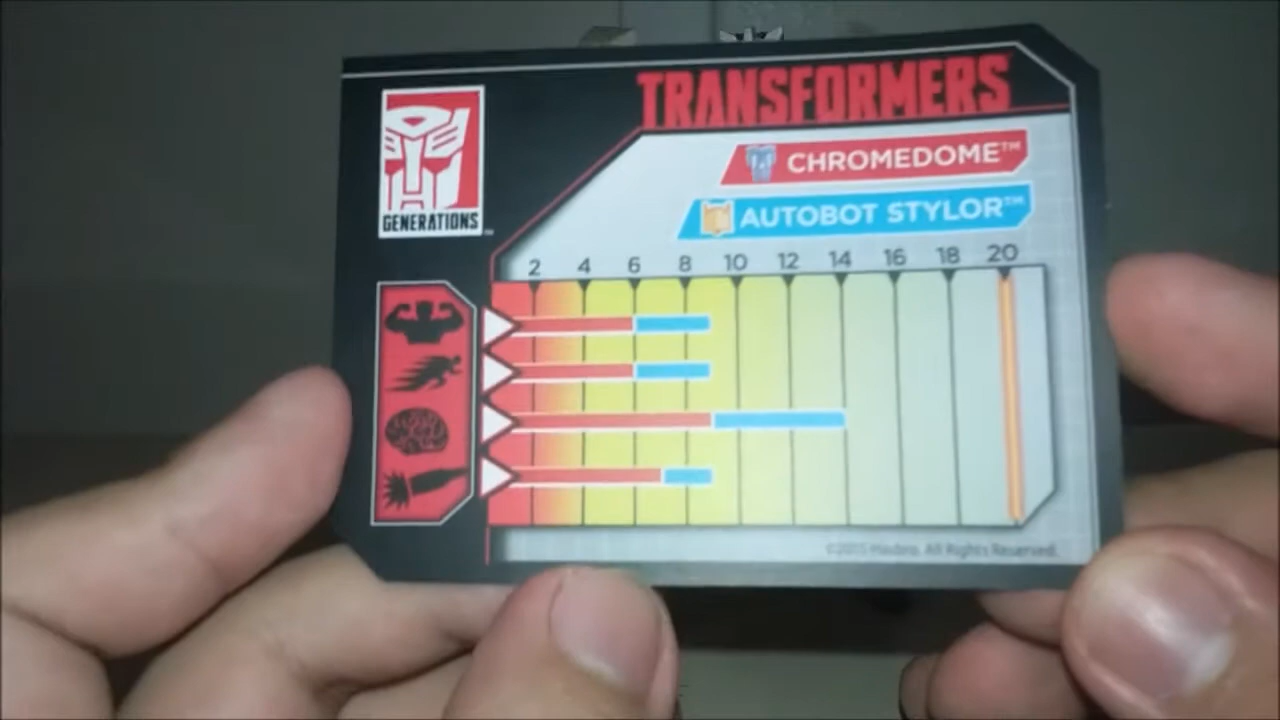 TRANSFORMERS
GENERATIONS™
CHROMEDOME™
AUTOBOT STYLOR™
2 4 6 8 10 12 14 16 18 20
©2015 Hasbro. All Rights Reserved.